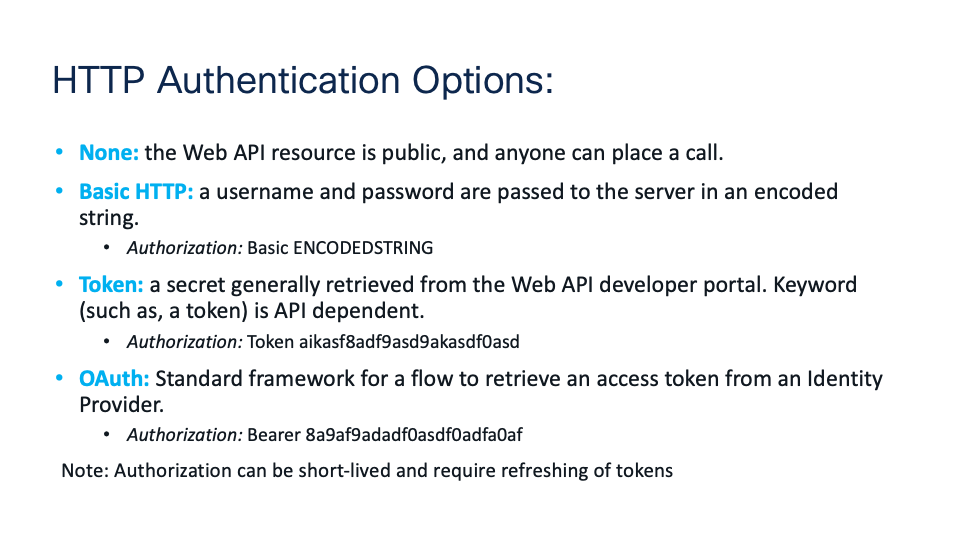 HTTP Authentication Options:
• None: the Web API resource is public, and anyone can place a call.
• Basic HTTP: a username and password are passed to the server in an encoded
string.
• Authorization: Basic ENCODEDSTRING
• Token: a secret generally retrieved from the Web API developer portal. Keyword
(such as, a token) is API dependent.
• Authorization: Token aikasf8adf9asd9akasdf0asd
• OAuth: Standard framework for a flow to retrieve an access token from an Identity
Provider.
• Authorization: Bearer 8a9af9adadf0asdf0adfa0af
Note: Authorization can be short-lived and require refreshing of tokens